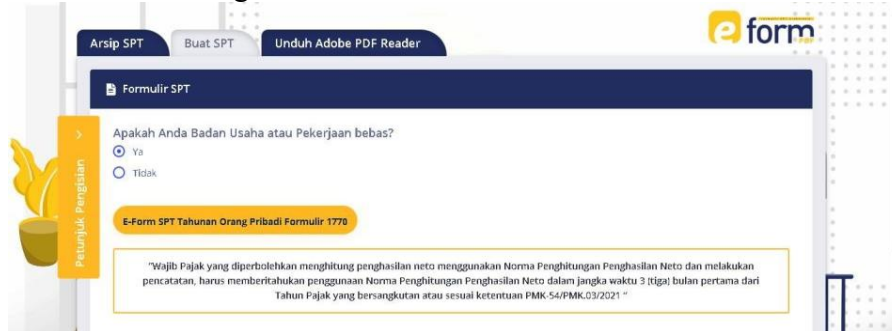 Arsip SPT
Buat SPT
Unduh Adobe PDF Reader
e form
Formulir SPT
Petunjuk Pengisian
Apakah Anda Badan Usaha atau Pekerjaan bebas?
Ya
Tidak
E-Form SPT Tahunan Orang Pribadi Formulir 1770
"Wajib Pajak yang diperbolehkan menghitung penghasilan neto menggunakan Norma Penghitungan Penghasilan Neto dan melakukan
pencatatan, harus memberitahukan penggunaan Norma Penghitungan Penghasilan Neto dalam jangka waktu 3 (tiga) bulan pertama dari
Tahun Pajak yang bersangkutan atau sesuai ketentuan PMK-54/PMK.03/2021 "